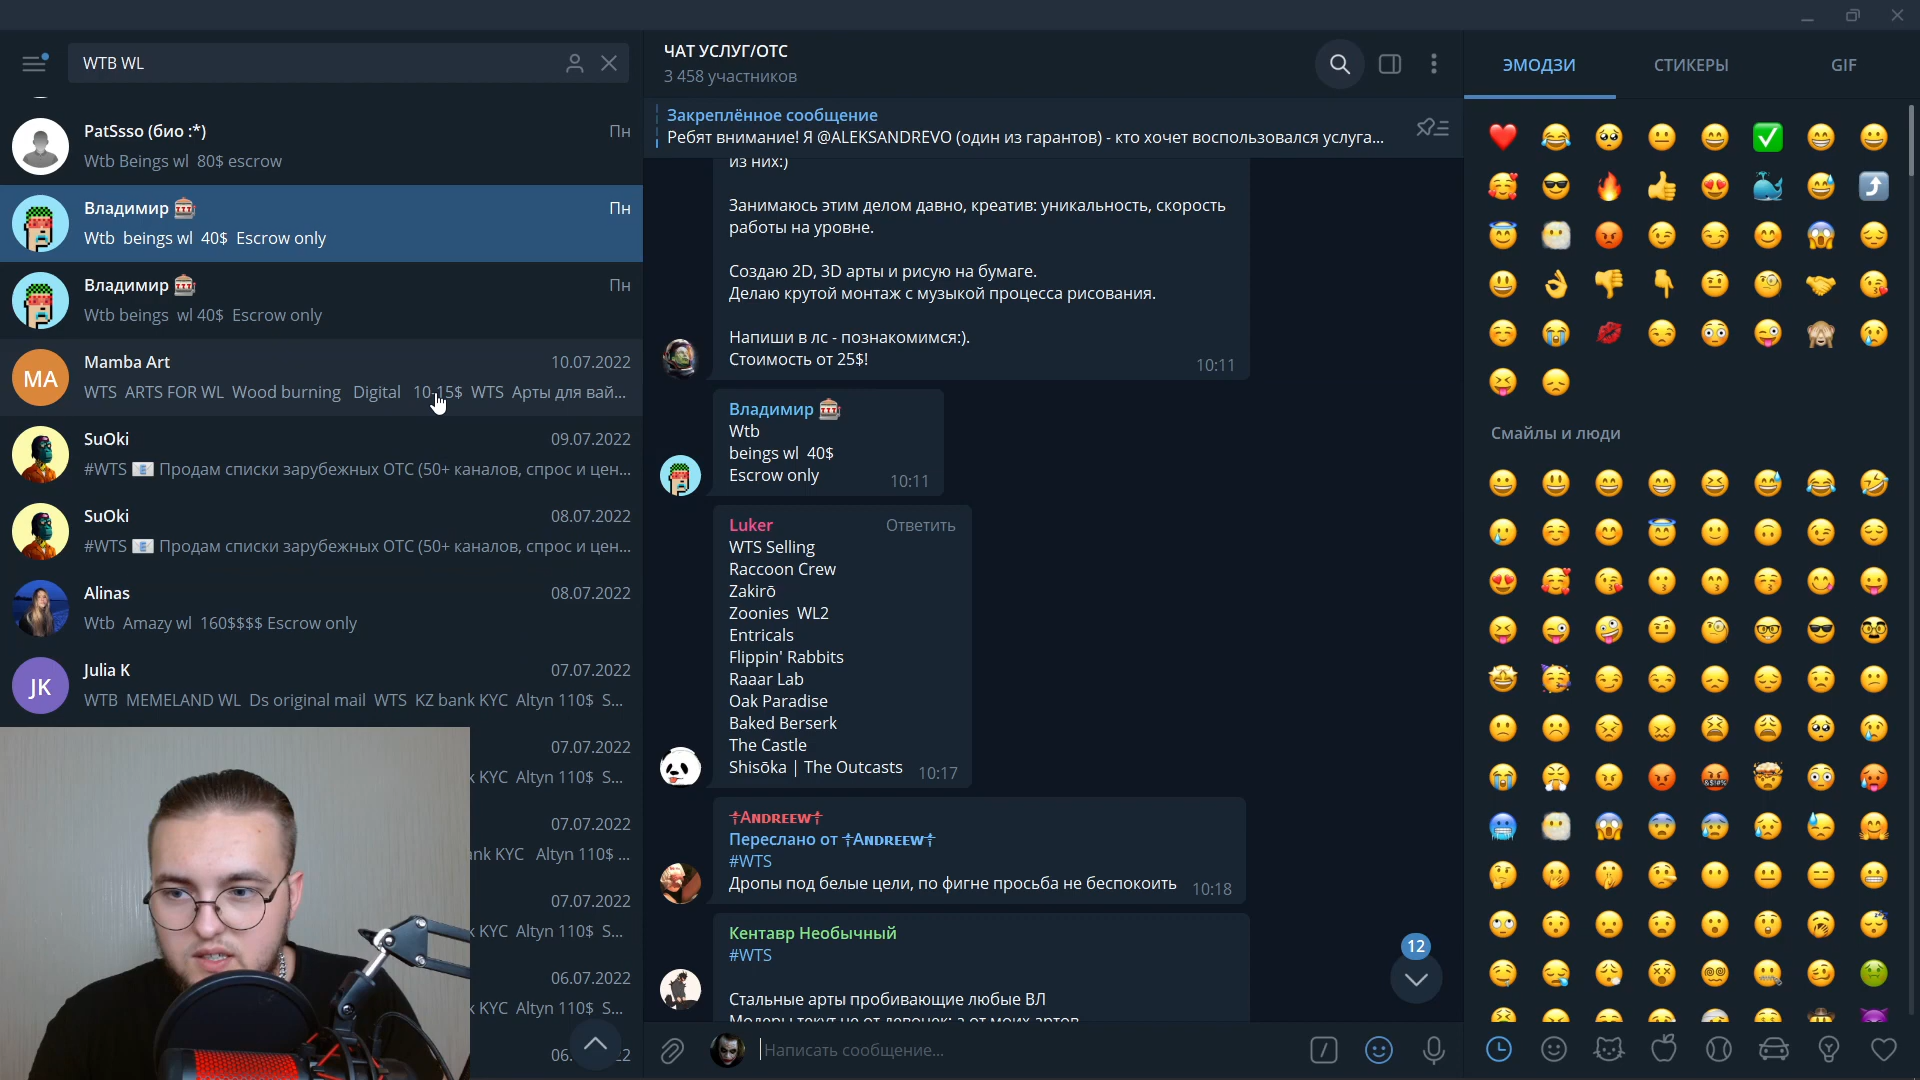 WTB WL
PatSsso (био :*)
Пн
Wtb Beings wl 80$ escrow
Владимир
Пн
Wtb beings wl 40$ Escrow only
Владимир
Пн
Wtb beings wl 40$ Escrow only
Mamba Art
10.07.2022
MA
WTS ARTS FOR WL Wood burning Digital 10-15$ WTS Арты для вай...
SuOki
09.07.2022
#WTS Продам списки зарубежных ОТС (50+ каналов, спрос и цен...
SuOki
08.07.2022
#WTS Продам списки зарубежных ОТС (50+ каналов, спрос и цен...
Alinas
08.07.2022
Wtb Amazy wl 160$$$$ Escrow only
Julia K
07.07.2022
JK
WTB MEMELAND WL Ds original mail WTS KZ bank KYC Altyn 110$ S...
07.07.2022
KYC Altyn 110$ S...
07.07.2022
nk KYC Altyn 110$ ...
07.07.2022
KYC Altyn 110$ S...
06.07.2022
KYC Altyn 110$ S...
06.
2
ЧАТ УСЛУГ/ОТС
3 458 участников
Закреплённое сообщение
Ребят внимание! Я @ALEKSANDREVO (один из гарантов) - кто хочет воспользовался услуга...
из них:)
Занимаюсь этим делом давно, креатив: уникальность, скорость
работы на уровне.
Создаю 2D, 3D арты и рисую на бумаге.
Делаю крутой монтаж с музыкой процесса рисования.
Напиши в лс - познакомимся:).
Стоимость от 25$!
10:11
Владимир
Wtb
beings wl 40$
Escrow only
10:11
Luker
Ответить
WTS Selling
Raccoon Crew
Zakirō
Zoonies WL2
Entricals
Flippin' Rabbits
Raaar Lab
Oak Paradise
Baked Berserk
The Castle
Shisōka | The Outcasts
10:17
†Andreew†
Переслано от †Andreew†
#WTS
Дропы под белые цели, по фигне просьба не беспокоить
10:18
Кентавр Необычный
#WTS
Стальные арты пробивающие любые ВЛ
Модеры текут не от девочек; а от моих артов
12
Написать сообщение...
ЭМОДЗИ
СТИКЕРЫ
GIF
Смайлы и люди